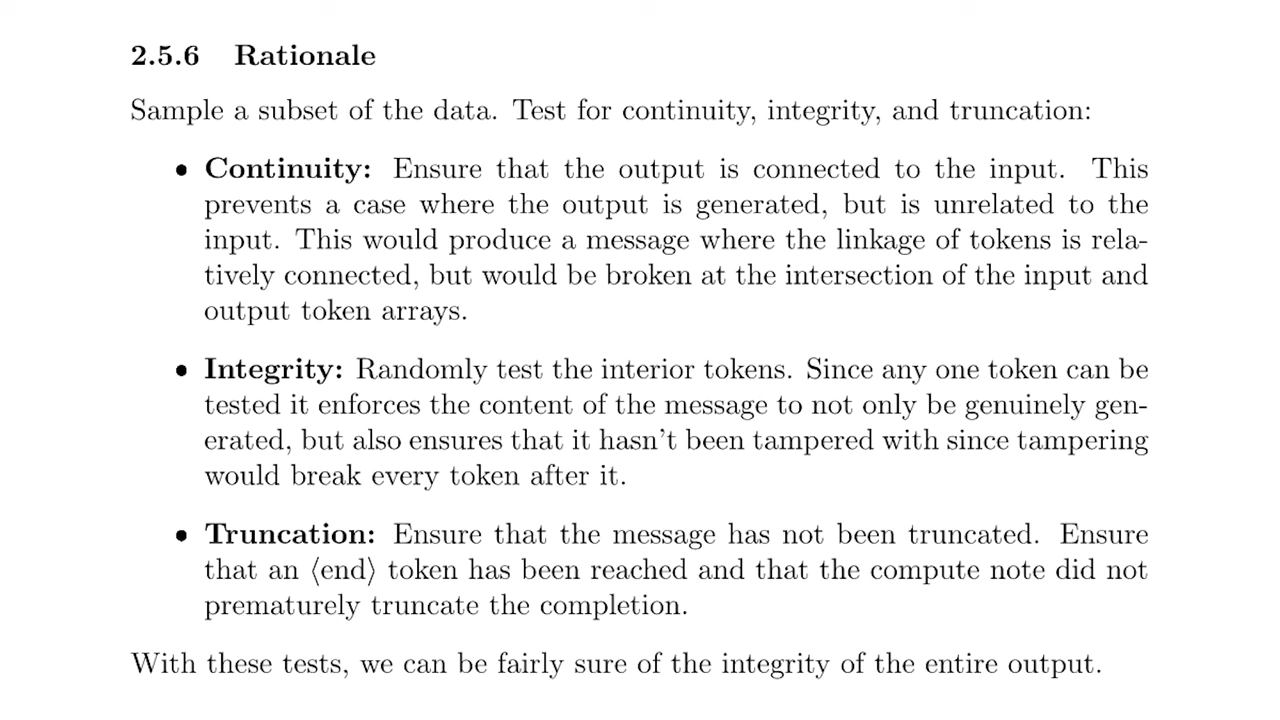 2.5.6 Rationale
Sample a subset of the data. Test for continuity, integrity, and truncation:
• Continuity: Ensure that the output is connected to the input. This
prevents a case where the output is generated, but is unrelated to the
input. This would produce a message where the linkage of tokens is rela-
tively connected, but would be broken at the intersection of the input and
output token arrays.
• Integrity: Randomly test the interior tokens. Since any one token can be
tested it enforces the content of the message to not only be genuinely gen-
erated, but also ensures that it hasn't been tampered with since tampering
would break every token after it.
• Truncation: Ensure that the message has not been truncated. Ensure
that an ⟨end⟩ token has been reached and that the compute note did not
prematurely truncate the completion.
With these tests, we can be fairly sure of the integrity of the entire output.